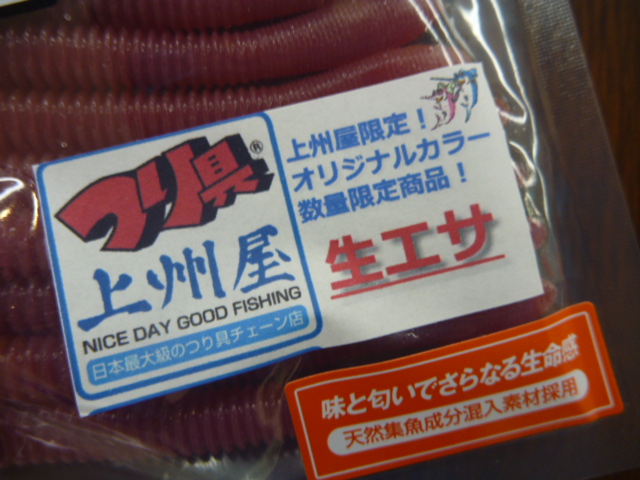 つり具®
上州屋
NICE DAY GOOD FISHING
日本最大級のつり具チェーン店
上州屋限定!
オリジナルカラー
数量限定商品!
生エサ
味と匂いでさらなる生命感
天然集魚成分混入素材採用